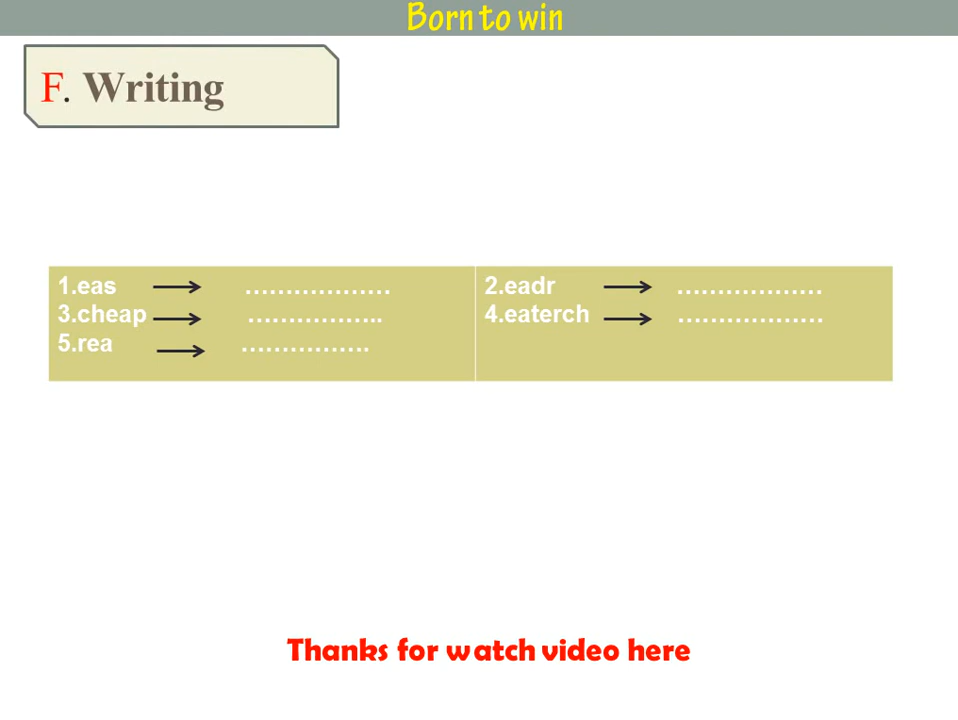 Born to win
F. Writing
1.eas → ………………
3.cheap → ……………..
5.rea → …………….
2.eadr → ………………
4.eaterch → ………………
Thanks for watch video here